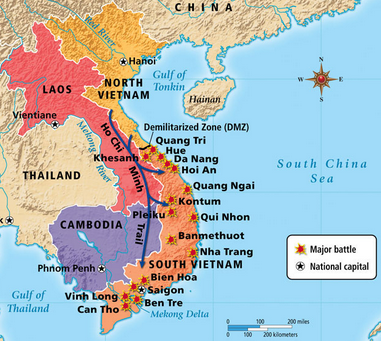 CHINA
Red River
Hanoi
Gulf of
Tonkin
LAOS
NORTH
VIETNAM
Hainan
Vientiane
Mekong
River
Demilitarized Zone (DMZ)
Quang Tri
Hue
Khesanh
Da Nang
Hoi An
Ho Chi
Minh
Trail
THAILAND
South China
Sea
Quang Ngai
Kontum
Pleiku
Qui Nhon
CAMBODIA
Banmethuot
Nha Trang
Phnom Penh
SOUTH VIETNAM
Bien Hoa
Saigon
Gulf of
Thailand
Vinh Long
Ben Tre
Can Tho
Mekong Delta
N
W
E
S
Major battle
National capital
0 100 200 miles
0 100 200 kilometers